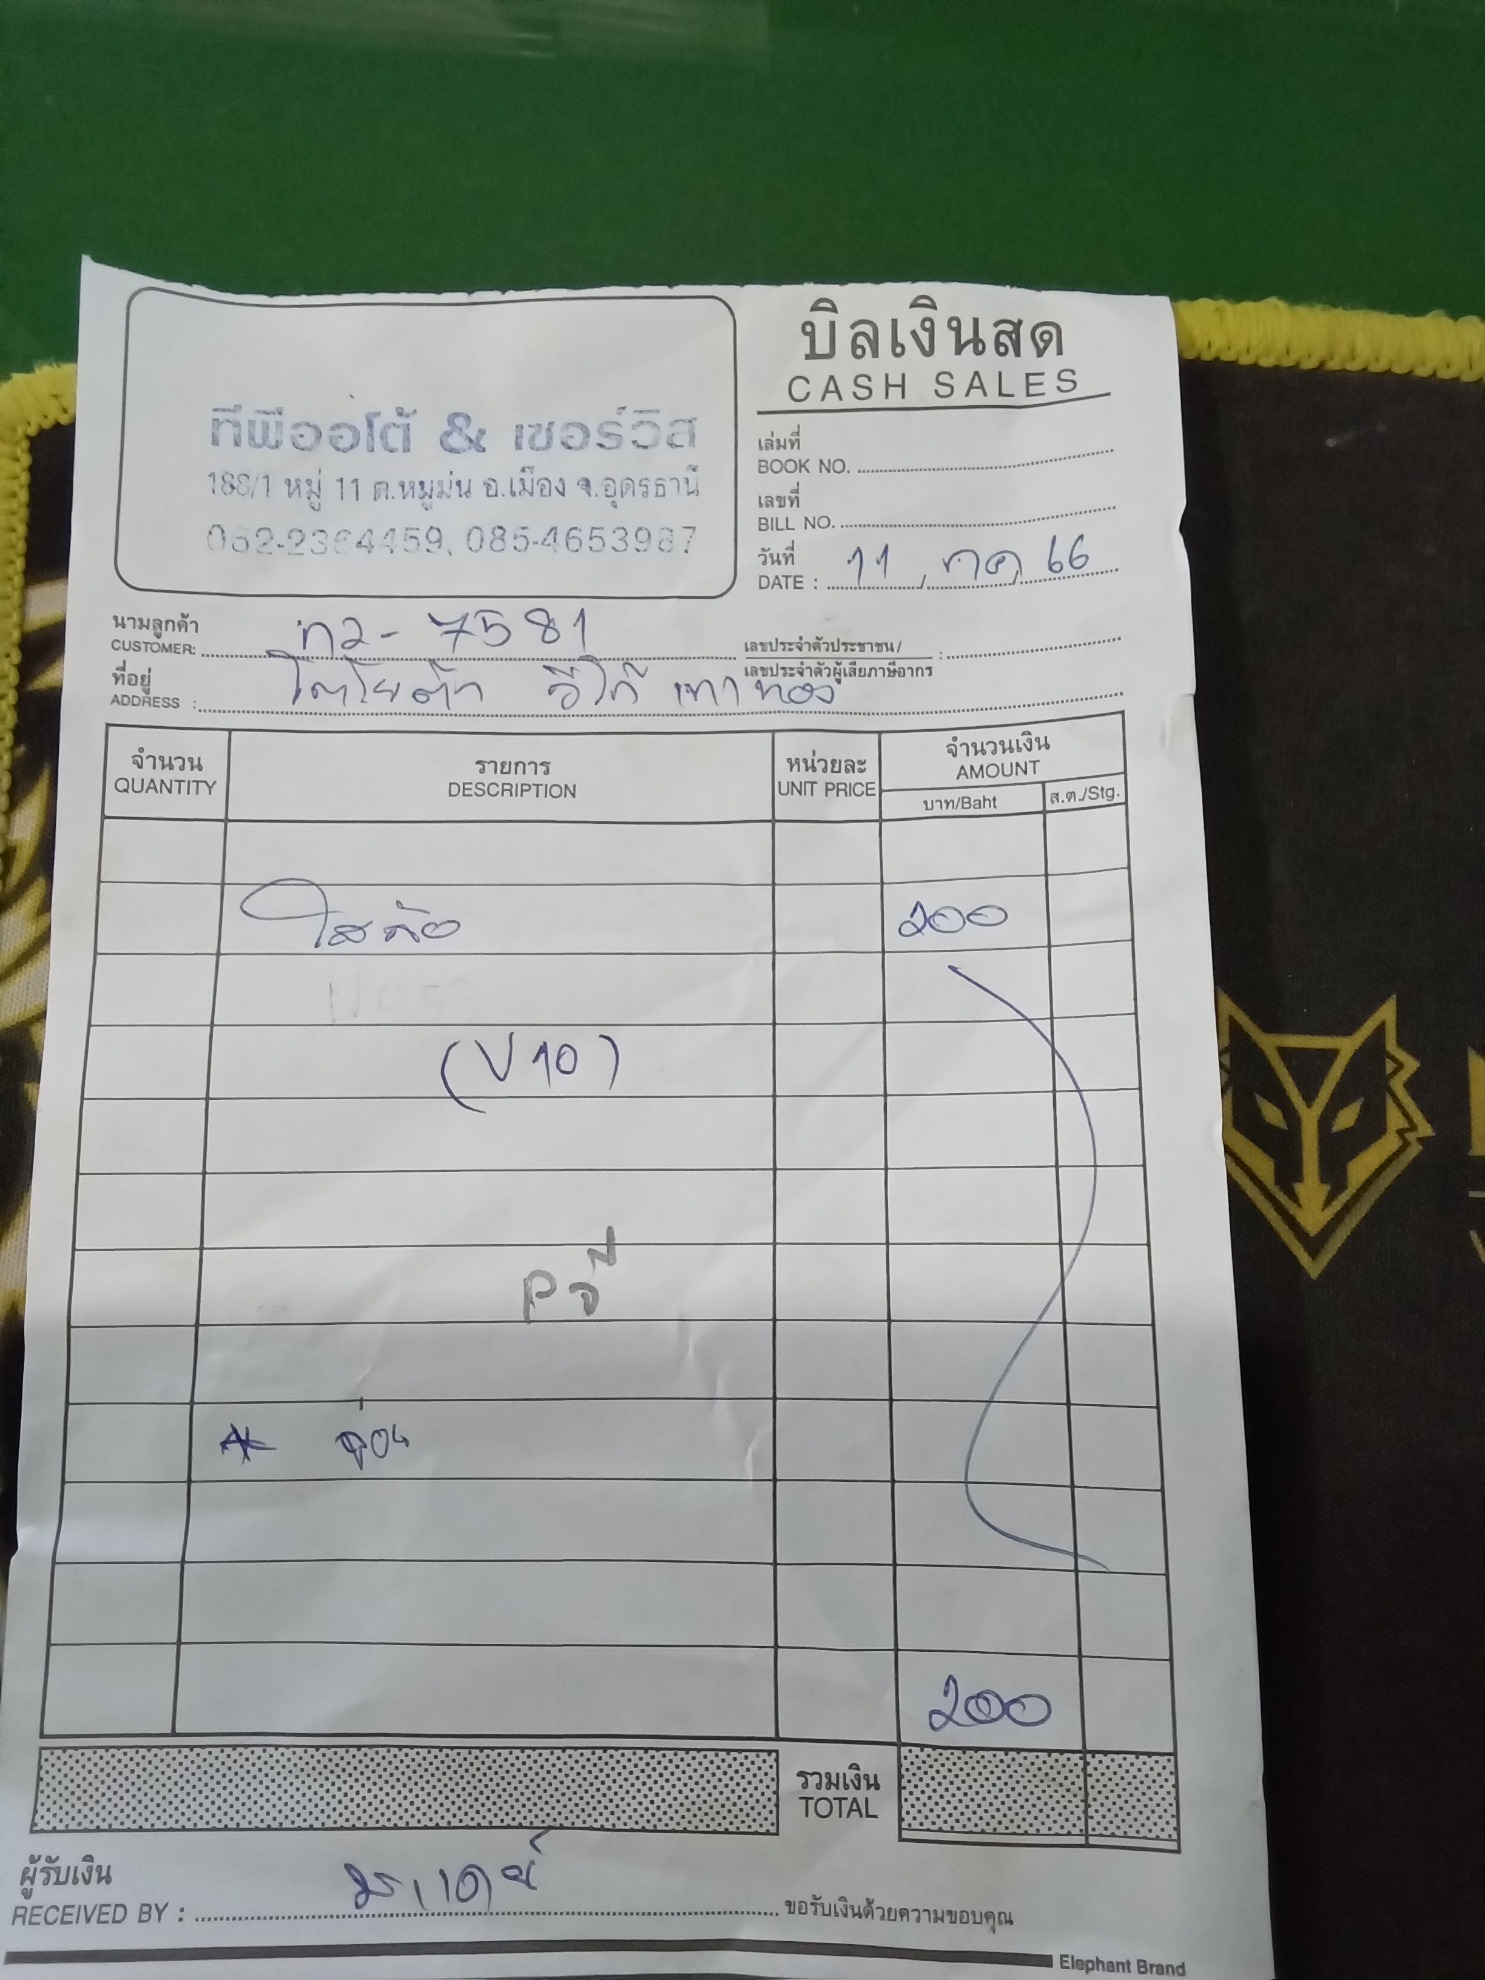 บิลเงินสด
CASH SALES
ทีพีออโต้ & เซอร์วิส
188/1 หมู่ 11 ต.หมูม่น อ.เมือง จ.อุดรธานี
062-2364459, 085-4653987
เล่มที่
BOOK NO.
เลขที่
BILL NO.
วันที่
DATE : 11 / กค / 66
นามลูกค้า
CUSTOMER: กว-7581
เลขประจำตัวประชาชน/
เลขประจำตัวผู้เสียภาษีอากร :
ที่อยู่
ADDRESS : โตโยต้า วีโก้ เทาทอง
จำนวน รายการ หน่วยละ จำนวนเงิน
QUANTITY DESCRIPTION UNIT PRICE AMOUNT
บาท/Baht ส.ต./Stg.
200
(V10)
*
200
รวมเงิน
TOTAL
ผู้รับเงิน
RECEIVED BY : ขอรับเงินด้วยความขอบคุณ
Elephant Brand